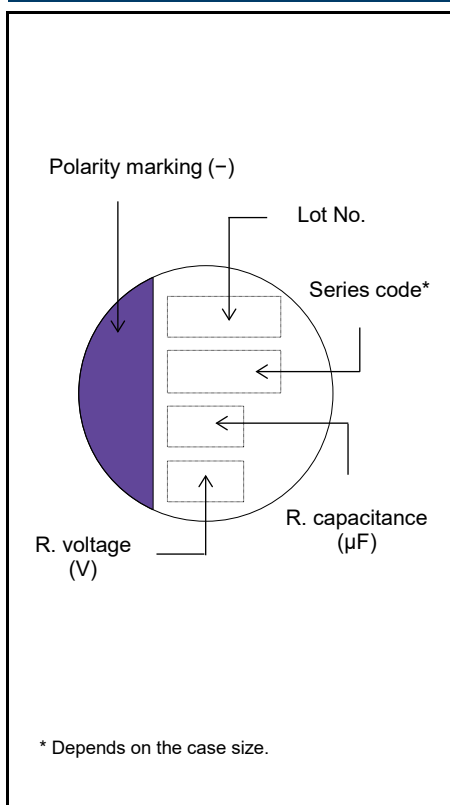 Polarity marking (−)
Lot No.
Series code*
R. capacitance
(µF)
R. voltage
(V)
* Depends on the case size.